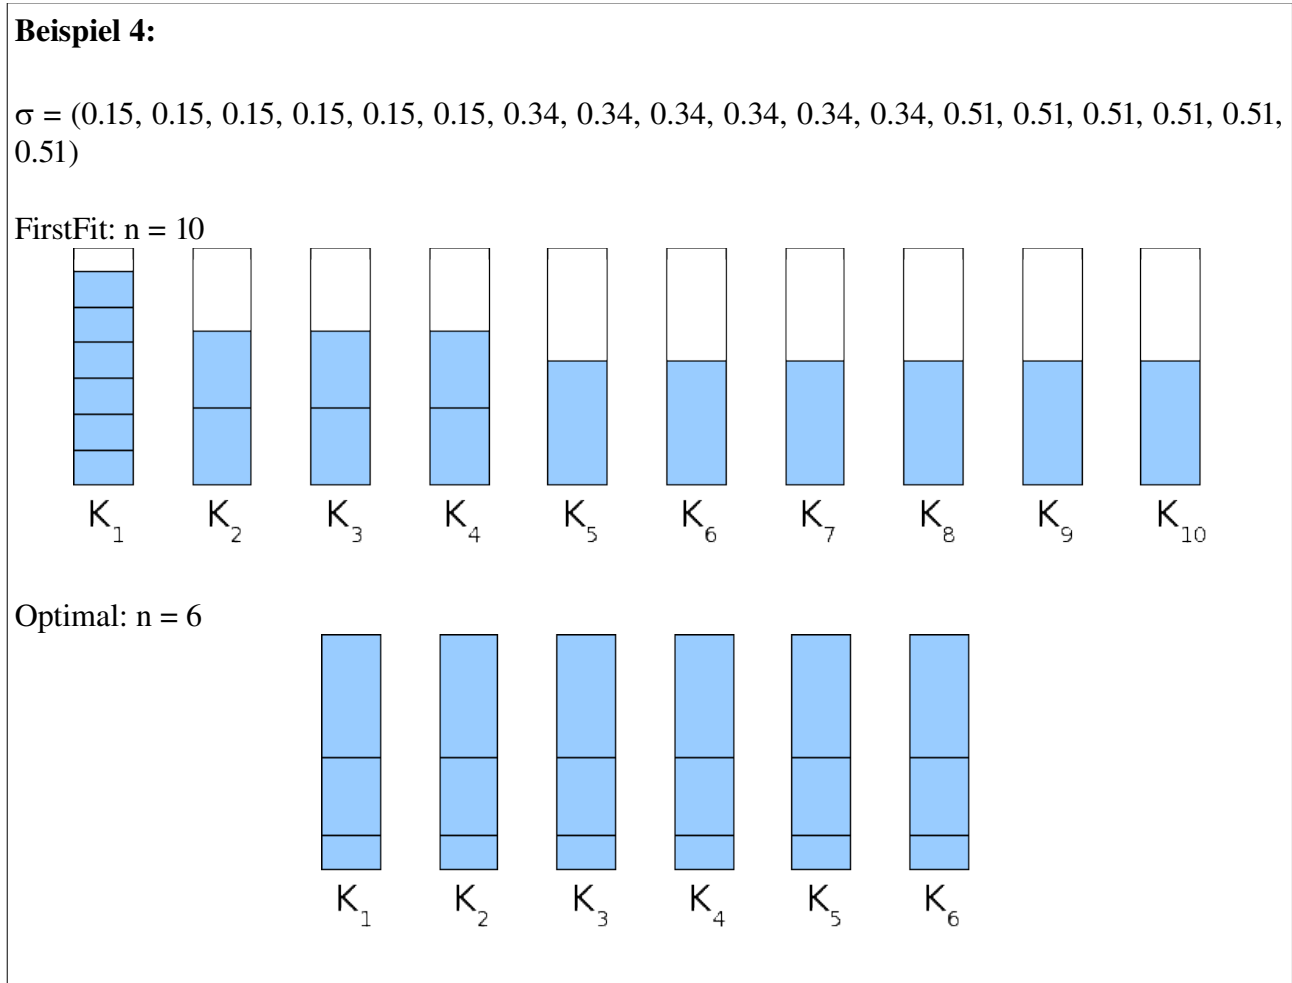 Beispiel 4:
σ = (0.15, 0.15, 0.15, 0.15, 0.15, 0.15, 0.34, 0.34, 0.34, 0.34, 0.34, 0.34, 0.51, 0.51, 0.51, 0.51, 0.51,
0.51)
FirstFit: n = 10
K₁ K₂ K₃ K₄ K₅ K₆ K₇ K₈ K₉ K₁₀
Optimal: n = 6
K₁ K₂ K₃ K₄ K₅ K₆